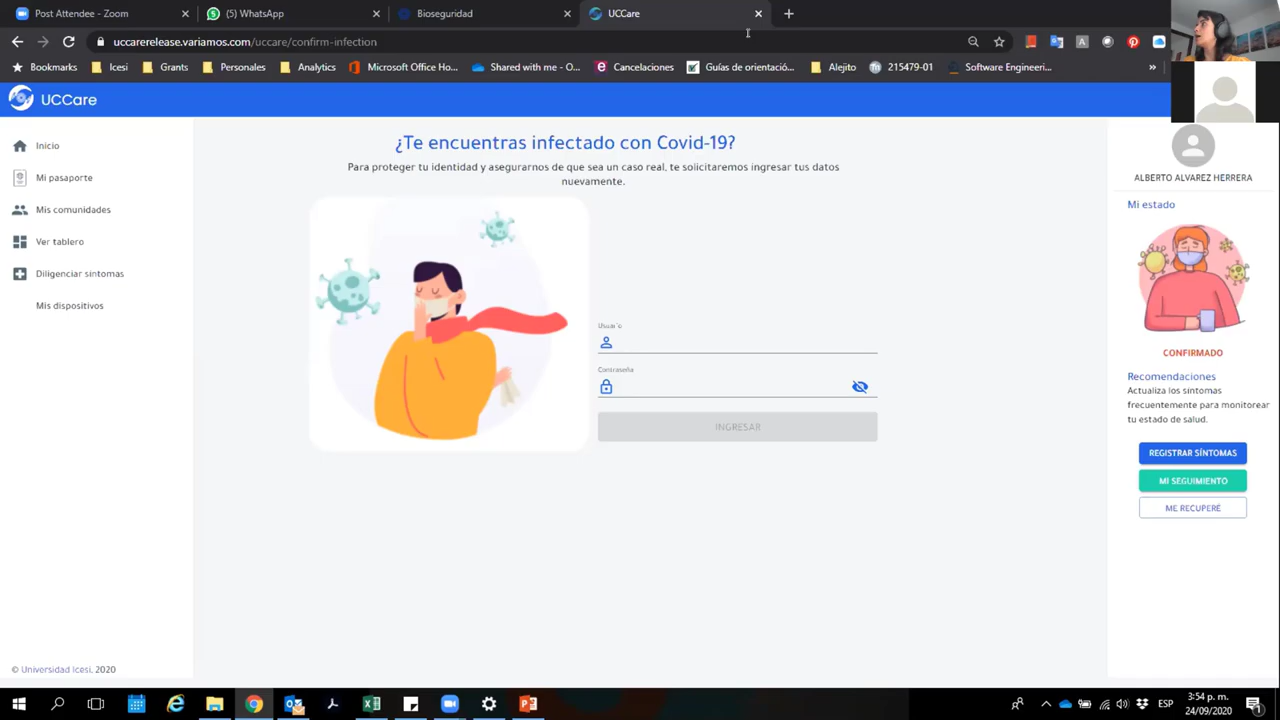 Post Attendee - Zoom
(5) WhatsApp
Bioseguridad
UCCare
uccarerelease.variamos.com/uccare/confirm-infection
Bookmarks
Icesi
Grants
Personales
Analytics
Microsoft Office Ho...
Shared with me - O...
Cancelaciones
Guías de orientació...
Alejito
215479-01
Software Engineeri...
»
UCCare
Inicio
Mi pasaporte
Mis comunidades
Ver tablero
Diligenciar síntomas
Mis dispositivos
© Universidad Icesi, 2020
¿Te encuentras infectado con Covid-19?
Para proteger tu identidad y asegurarnos de que sea un caso real, te solicitaremos ingresar tus datos
nuevamente.
Usuario
Contraseña
INGRESAR
ALBERTO ALVAREZ HERRERA
Mi estado
CONFIRMADO
Recomendaciones
Actualiza los síntomas
frecuentemente para monitorear
tu estado de salud.
REGISTRAR SÍNTOMAS
MI SEGUIMIENTO
ME RECUPERÉ
ESP
3:54 p. m.
24/09/2020
1